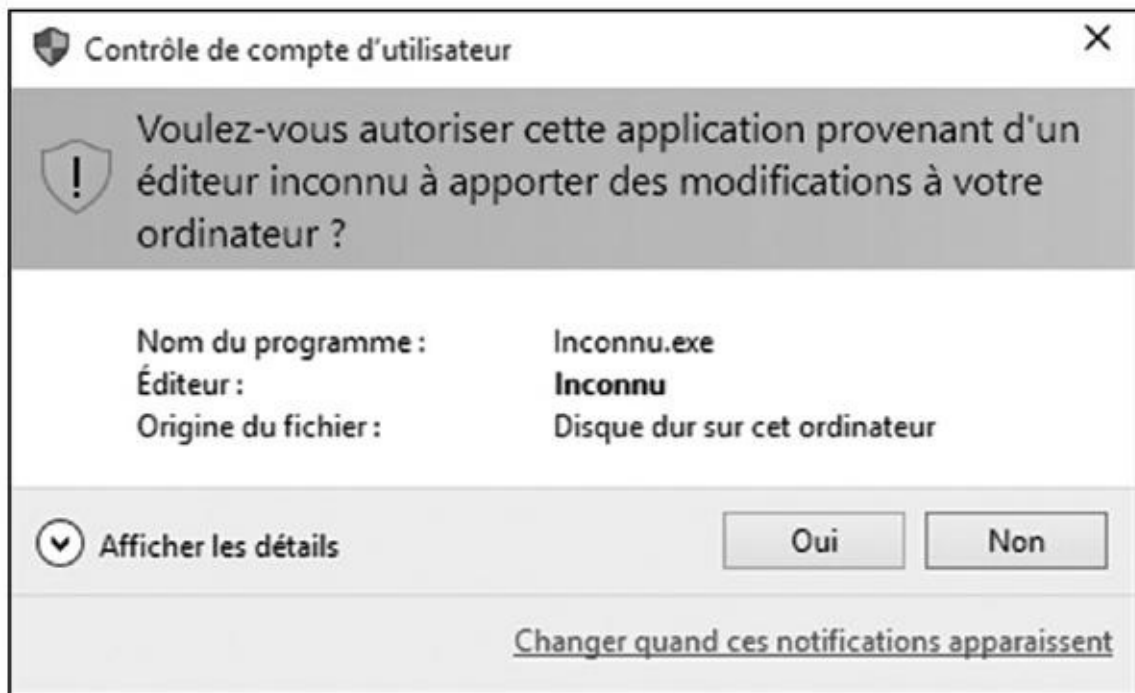 Contrôle de compte d'utilisateur
Voulez-vous autoriser cette application provenant d'un
éditeur inconnu à apporter des modifications à votre
ordinateur ?
Nom du programme : Inconnu.exe
Éditeur : Inconnu
Origine du fichier : Disque dur sur cet ordinateur
Afficher les détails Oui Non
Changer quand ces notifications apparaissent